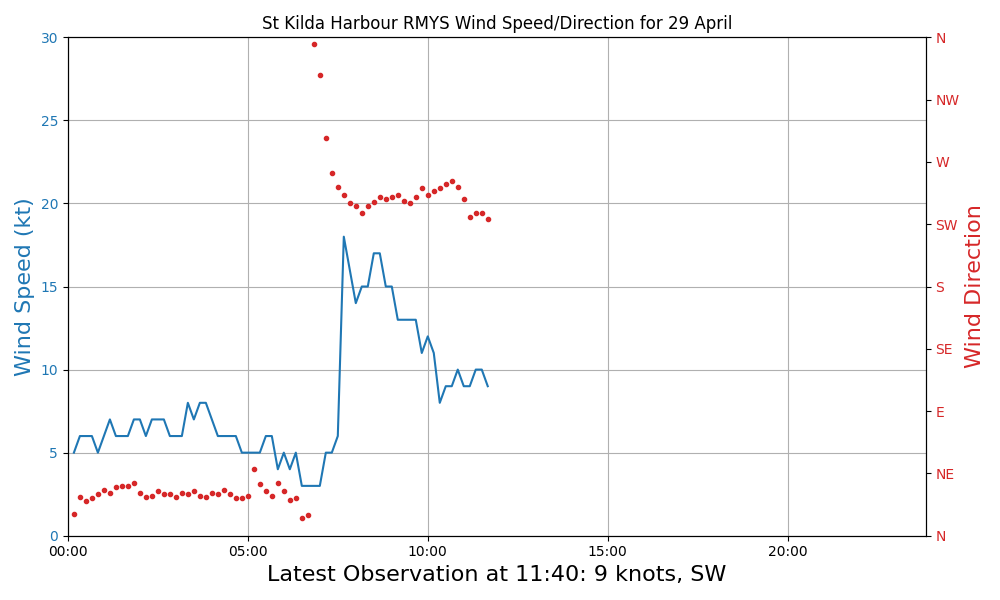 St Kilda Harbour RMYS Wind Speed/Direction for 29 April
30
25
20
15
10
5
0
Wind Speed (kt)
N
NW
W
SW
S
SE
E
NE
N
Wind Direction
00:00 05:00 10:00 15:00 20:00
Latest Observation at 11:40: 9 knots, SW